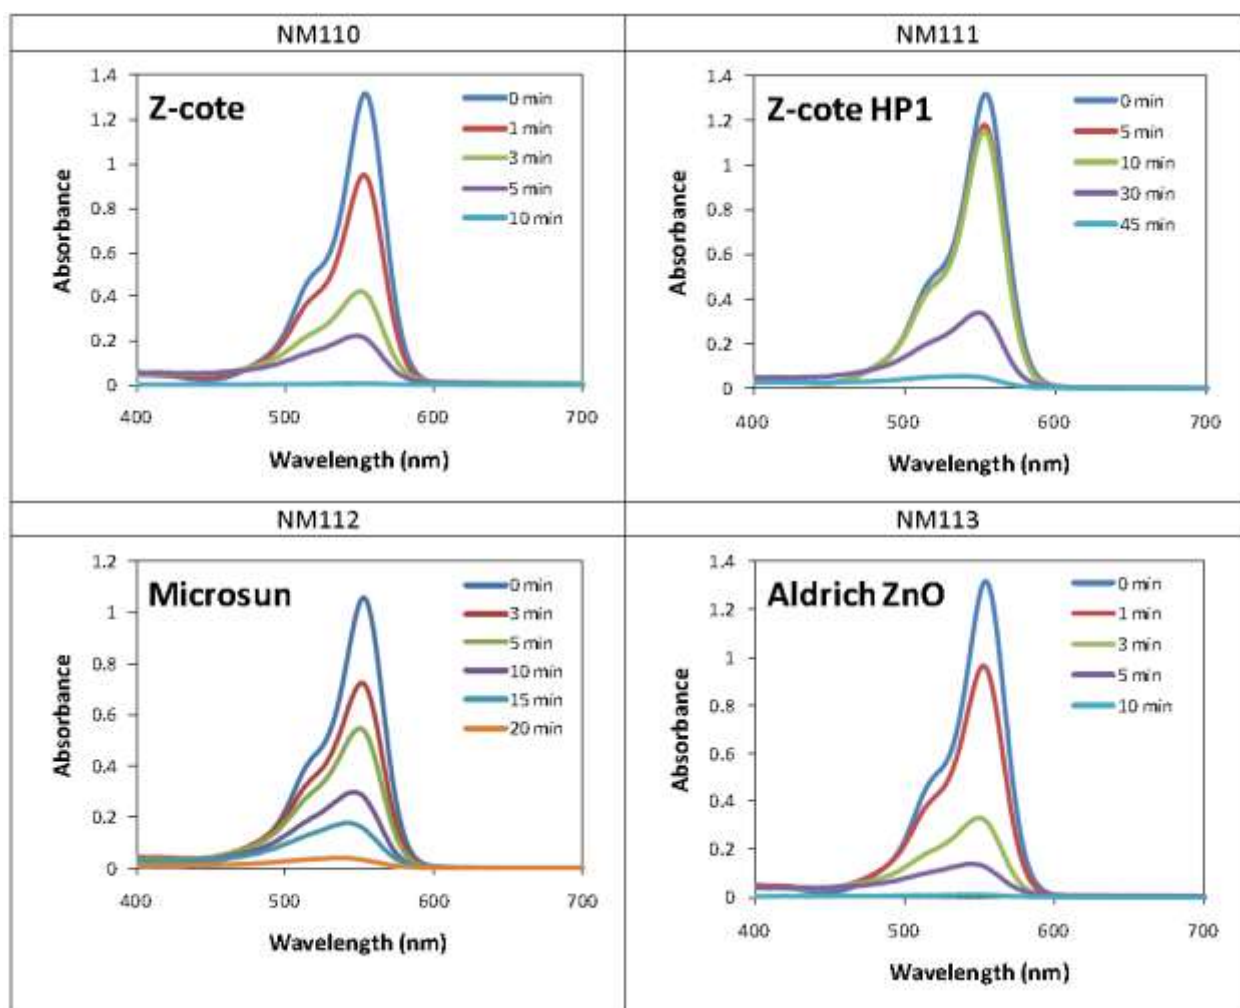 NM110
NM111
Z-cote
Absorbance
1.4
1.2
1
0.8
0.6
0.4
0.2
0
400
500
600
700
Wavelength (nm)
0 min
1 min
3 min
5 min
10 min
Z-cote HP1
Absorbance
1.4
1.2
1
0.8
0.6
0.4
0.2
0
400
500
600
700
Wavelength (nm)
0 min
5 min
10 min
30 min
45 min
NM112
NM113
Microsun
Absorbance
1.2
1
0.8
0.6
0.4
0.2
0
400
500
600
700
Wavelength (nm)
0 min
3 min
5 min
10 min
15 min
20 min
Aldrich ZnO
Absorbance
1.4
1.2
1
0.8
0.6
0.4
0.2
0
400
500
600
700
Wavelength (nm)
0 min
1 min
3 min
5 min
10 min